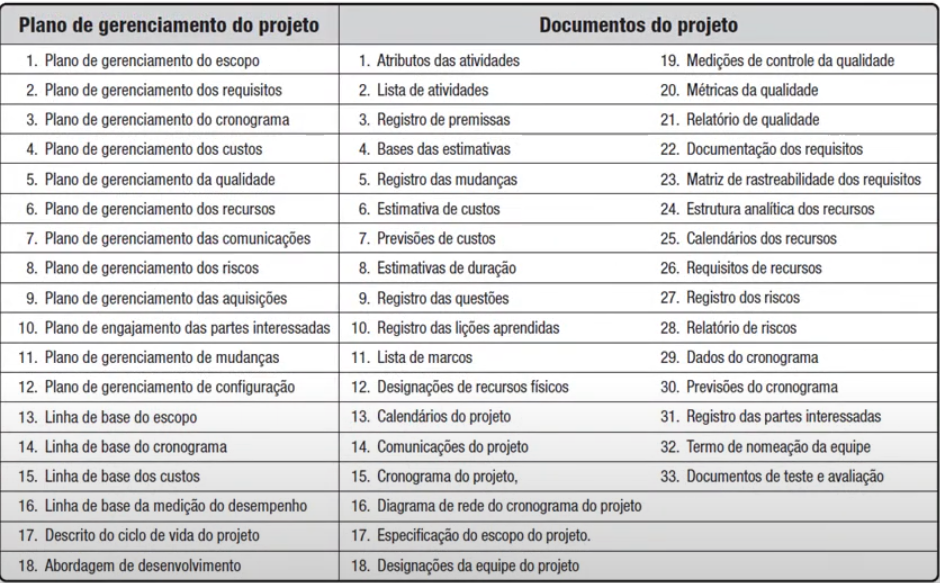 Plano de gerenciamento do projeto
Documentos do projeto
1. Plano de gerenciamento do escopo
1. Atributos das atividades
19. Medições de controle da qualidade
2. Plano de gerenciamento dos requisitos
2. Lista de atividades
20. Métricas da qualidade
3. Plano de gerenciamento do cronograma
3. Registro de premissas
21. Relatório de qualidade
4. Plano de gerenciamento dos custos
4. Bases das estimativas
22. Documentação dos requisitos
5. Plano de gerenciamento da qualidade
5. Registro das mudanças
23. Matriz de rastreabilidade dos requisitos
6. Plano de gerenciamento dos recursos
6. Estimativa de custos
24. Estrutura analítica dos recursos
7. Plano de gerenciamento das comunicações
7. Previsões de custos
25. Calendários dos recursos
8. Plano de gerenciamento dos riscos
8. Estimativas de duração
26. Requisitos de recursos
9. Plano de gerenciamento das aquisições
9. Registro das questões
27. Registro dos riscos
10. Plano de engajamento das partes interessadas
10. Registro das lições aprendidas
28. Relatório de riscos
11. Plano de gerenciamento de mudanças
11. Lista de marcos
29. Dados do cronograma
12. Plano de gerenciamento de configuração
12. Designações de recursos físicos
30. Previsões do cronograma
13. Linha de base do escopo
13. Calendários do projeto
31. Registro das partes interessadas
14. Linha de base do cronograma
14. Comunicações do projeto
32. Termo de nomeação da equipe
15. Linha de base dos custos
15. Cronograma do projeto,
33. Documentos de teste e avaliação
16. Linha de base da medição do desempenho
16. Diagrama de rede do cronograma do projeto
17. Descrito do ciclo de vida do projeto
17. Especificação do escopo do projeto.
18. Abordagem de desenvolvimento
18. Designações da equipe do projeto